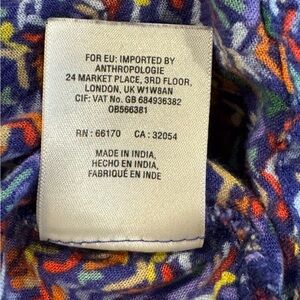 FOR EU: IMPORTED BY
ANTHROPOLOGIE
24 MARKET PLACE, 3RD FLOOR,
LONDON, UK W1W8AN
CIF: VAT No. GB 684936382
OB566381
RN : 66170 CA : 32054
MADE IN INDIA,
HECHO EN INDIA,
FABRIQUÉ EN INDE